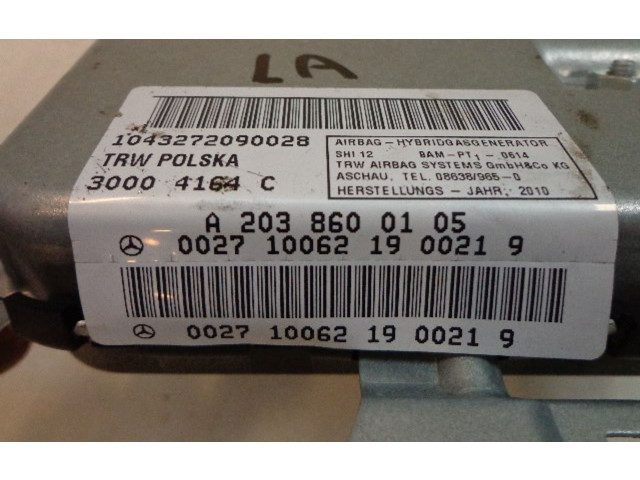 LA
1043272090028
TRW POLSKA
3000 4164 C
AIRBAG - HYBRIDGASGENERATOR
SHI 12 BAM-PT₁ - 0614
TRW AIRBAG SYSTEMS GmbH&Co KG
ASCHAU. TEL. 08638/965-0
HERSTELLUNGS - JAHR, 2010
A 203 860 01 05
0027 10062 19 0021 9
0027 10062 19 0021 9